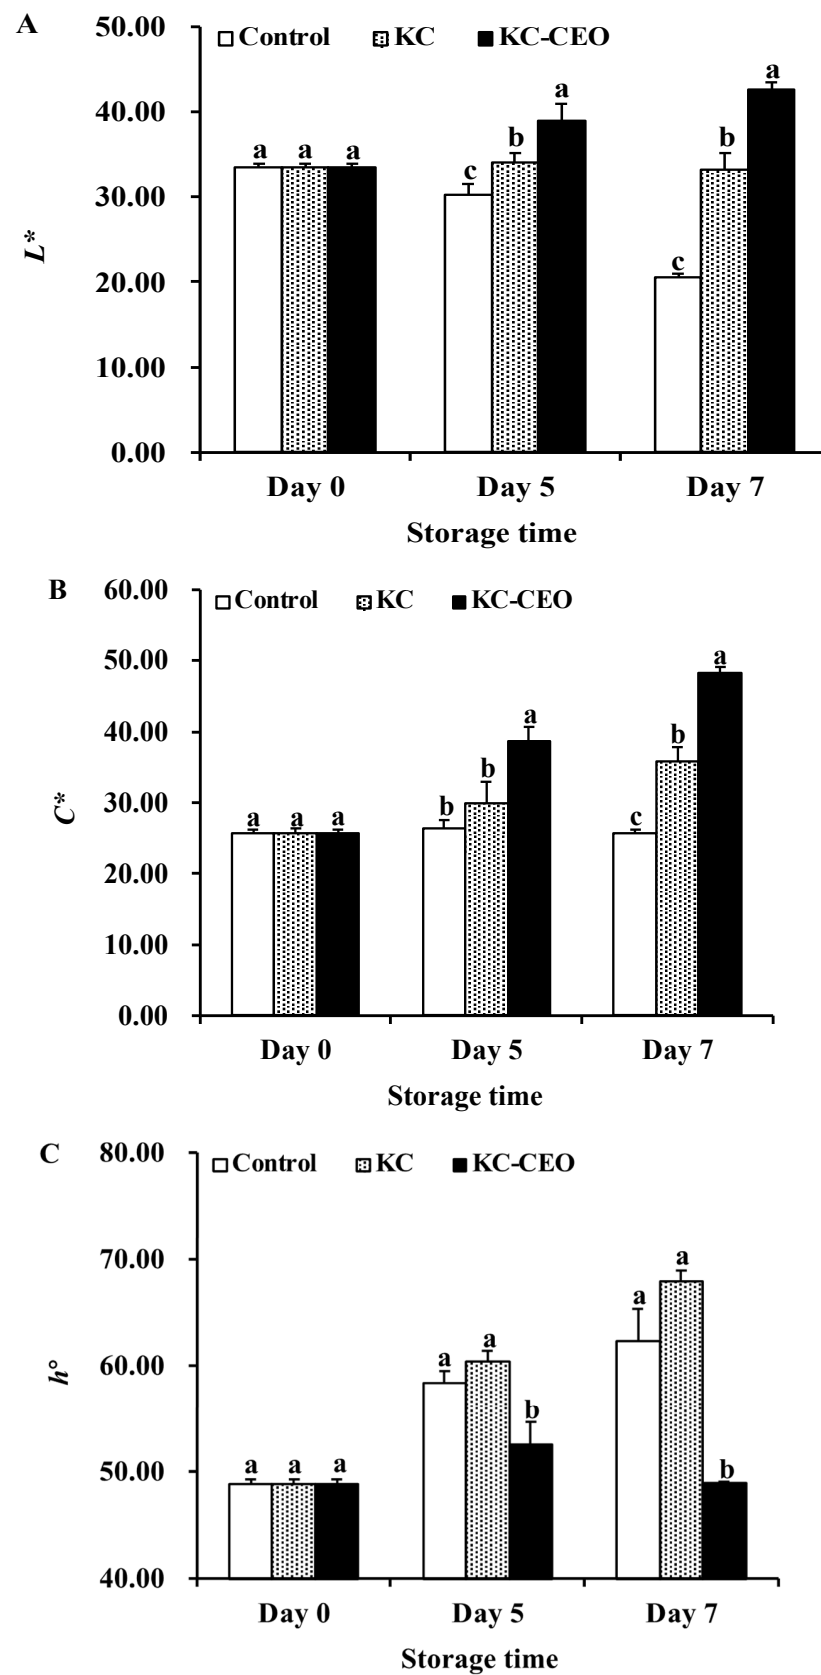 A
50.00
Control KC KC-CEO
40.00
30.00
20.00
10.00
0.00
L*
a a a
c b a
c b a
Day 0 Day 5 Day 7
Storage time
B
60.00
Control KC KC-CEO
50.00
40.00
30.00
20.00
10.00
0.00
C*
a a a
b b a
c b a
Day 0 Day 5 Day 7
Storage time
C
80.00
Control KC KC-CEO
70.00
60.00
50.00
40.00
h°
a a a
a a b
a a b
Day 0 Day 5 Day 7
Storage time